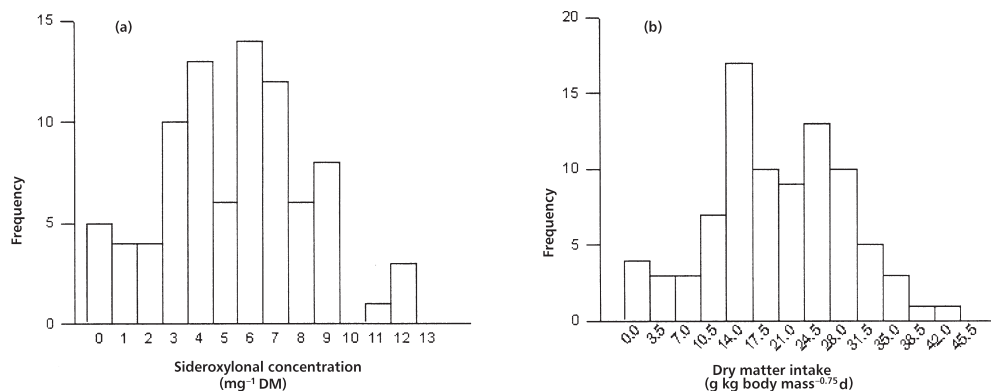 (a)
15
10
5
0
Frequency
0 1 2 3 4 5 6 7 8 9 10 11 12 13
Sideroxylonal concentration
(mg⁻¹ DM)
(b)
20
15
10
5
0
Frequency
0.0 3.5 7.0 10.5 14.0 17.5 21.0 24.5 28.0 31.5 35.0 38.5 42.0 45.5
Dry matter intake
(g kg body mass⁻⁰·⁷⁵d)